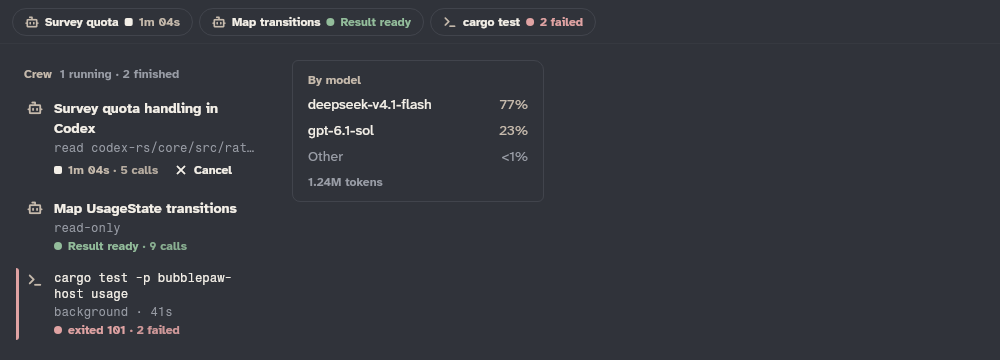 Survey quota 1m 04s
Map transitions Result ready
cargo test 2 failed
Crew 1 running · 2 finished
Survey quota handling in
Codex
read codex-rs/core/src/rat…
1m 04s · 5 calls Cancel
Map UsageState transitions
read-only
Result ready · 9 calls
cargo test -p bubblepaw-
host usage
background · 41s
exited 101 · 2 failed
By model
deepseek-v4.1-flash 77%
gpt-6.1-sol 23%
Other <1%
1.24M tokens